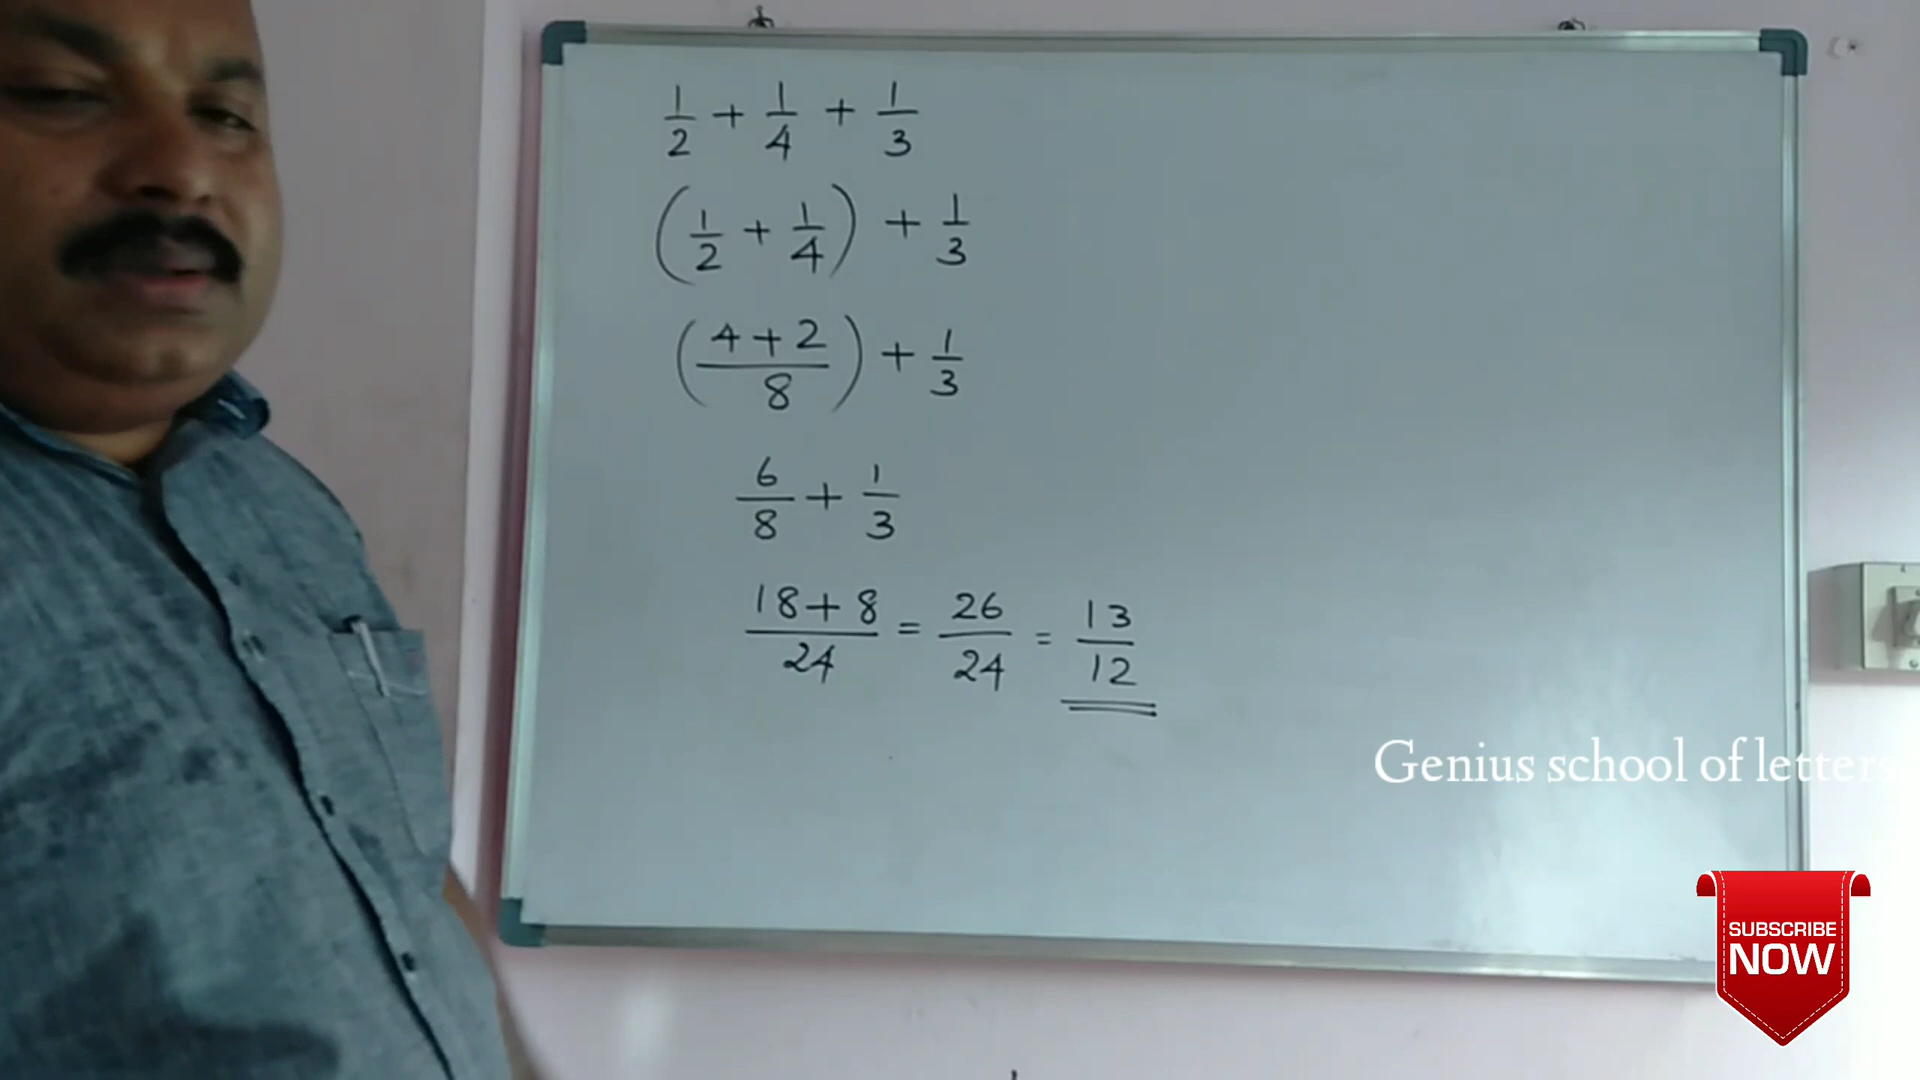 1/2 + 1/4 + 1/3
(1/2 + 1/4) + 1/3
(4+2/8) + 1/3
6/8 + 1/3
18+8/24 = 26/24 = 13/12
Genius school of letters
SUBSCRIBE
NOW